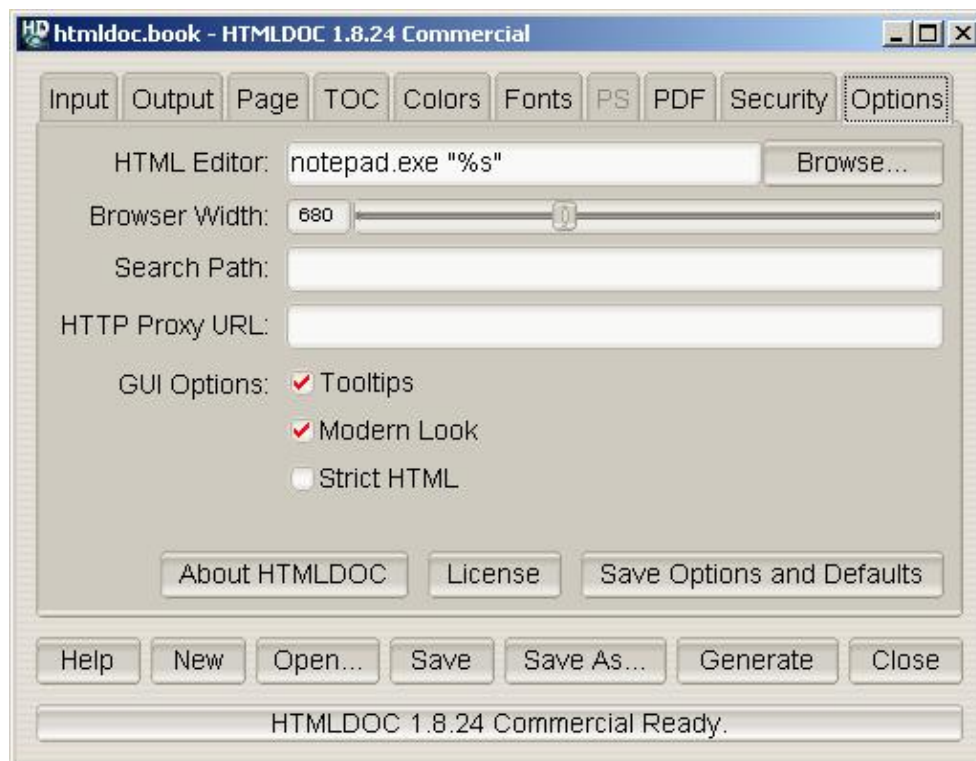 htmldoc.book - HTMLDOC 1.8.24 Commercial
Input Output Page TOC Colors Fonts PS PDF Security Options
HTML Editor: notepad.exe "%s" Browse...
Browser Width: 680
Search Path:
HTTP Proxy URL:
GUI Options: Tooltips
Modern Look
Strict HTML
About HTMLDOC License Save Options and Defaults
Help New Open... Save Save As... Generate Close
HTMLDOC 1.8.24 Commercial Ready.